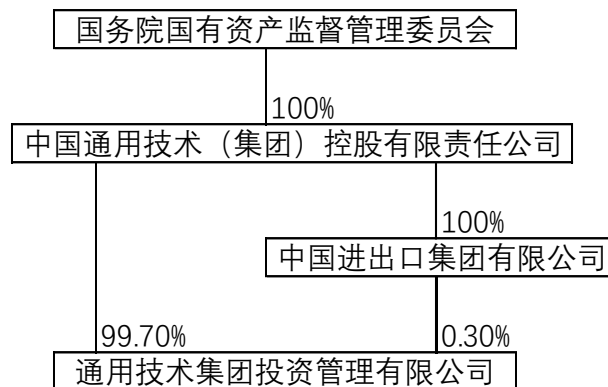 国务院国有资产监督管理委员会
100%
中国通用技术（集团）控股有限责任公司
100%
中国进出口集团有限公司
99.70%
0.30%
通用技术集团投资管理有限公司